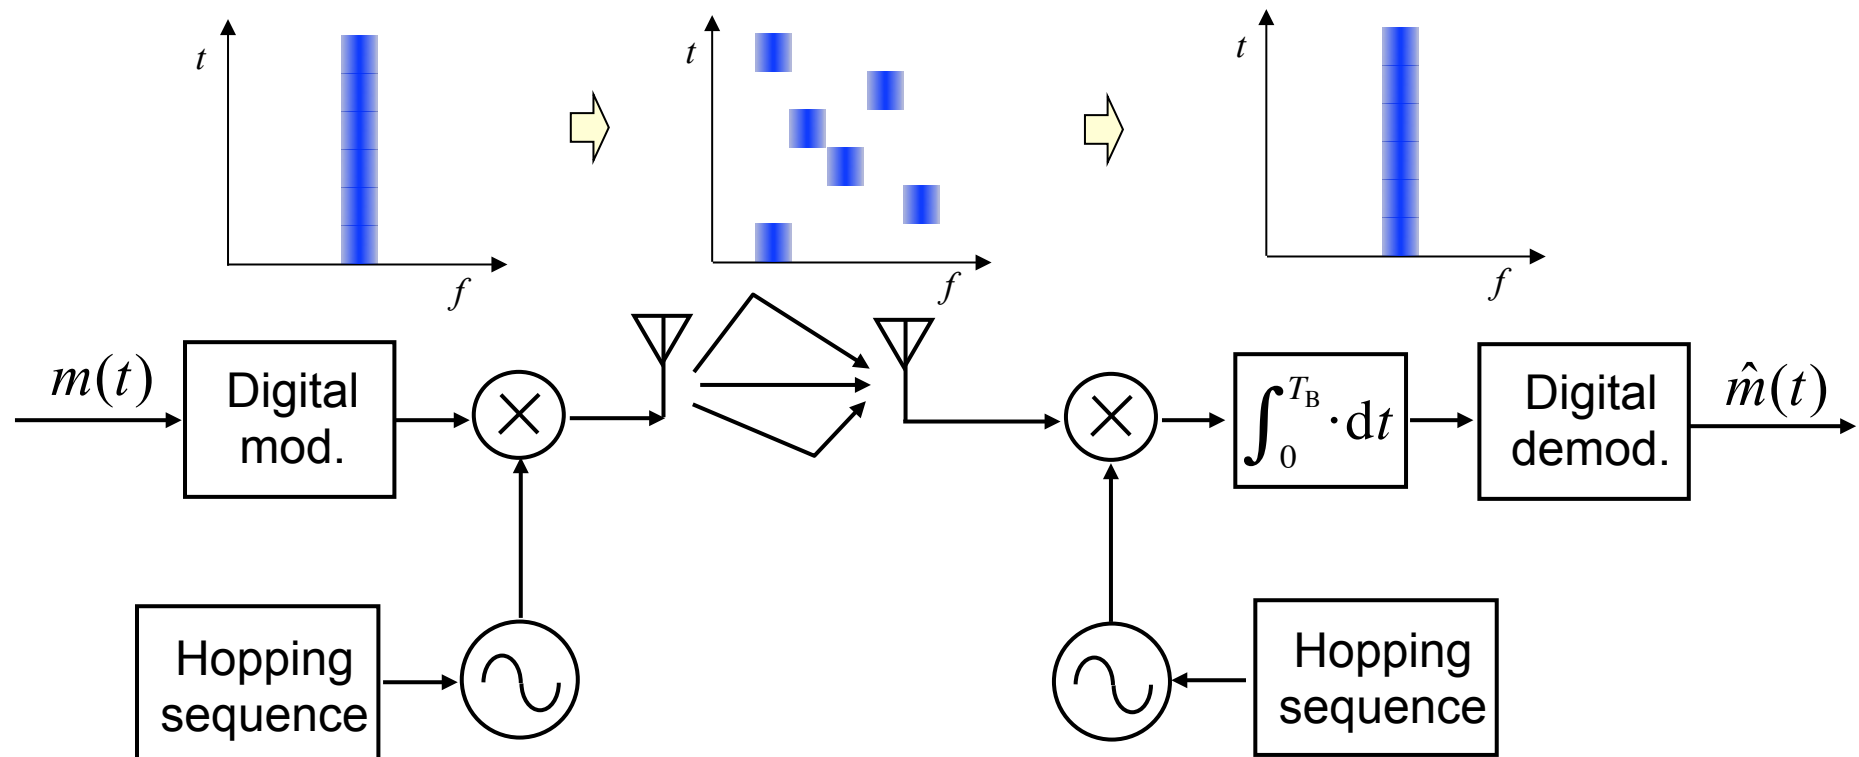 t
f
t
f
t
f
m(t)
Digital
mod.
∫₀^{T_B} · dt
Digital
demod.
m̂(t)
Hopping
sequence
Hopping
sequence